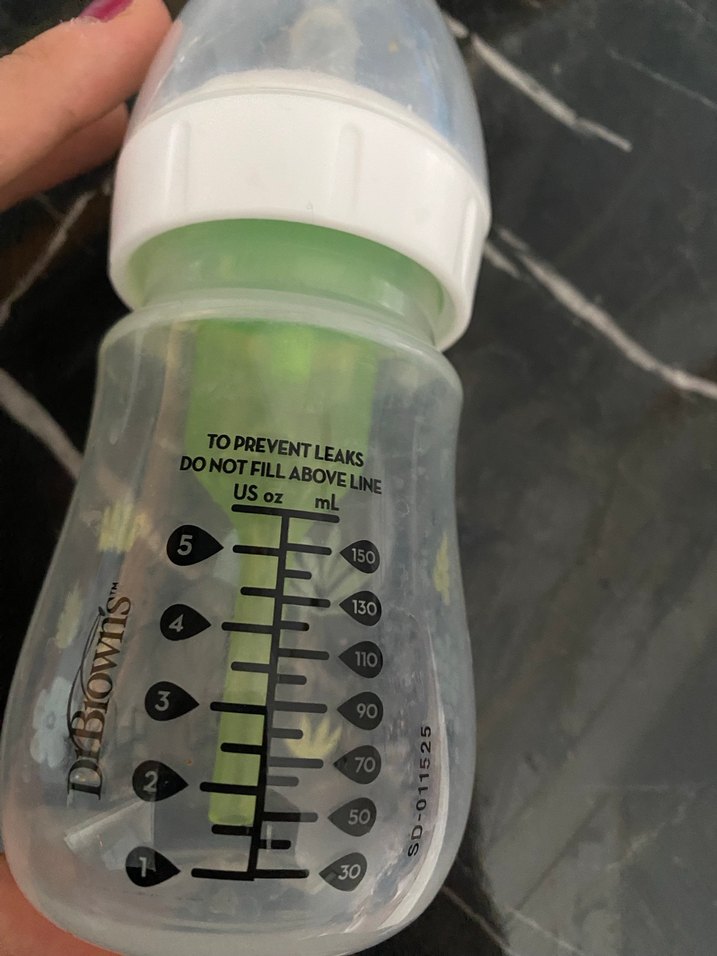 TO PREVENT LEAKS
DO NOT FILL ABOVE LINE
US oz mL
5 150
130
4
110
3 90
70
2
50
1 30
Dr Brown's™
SD-011525